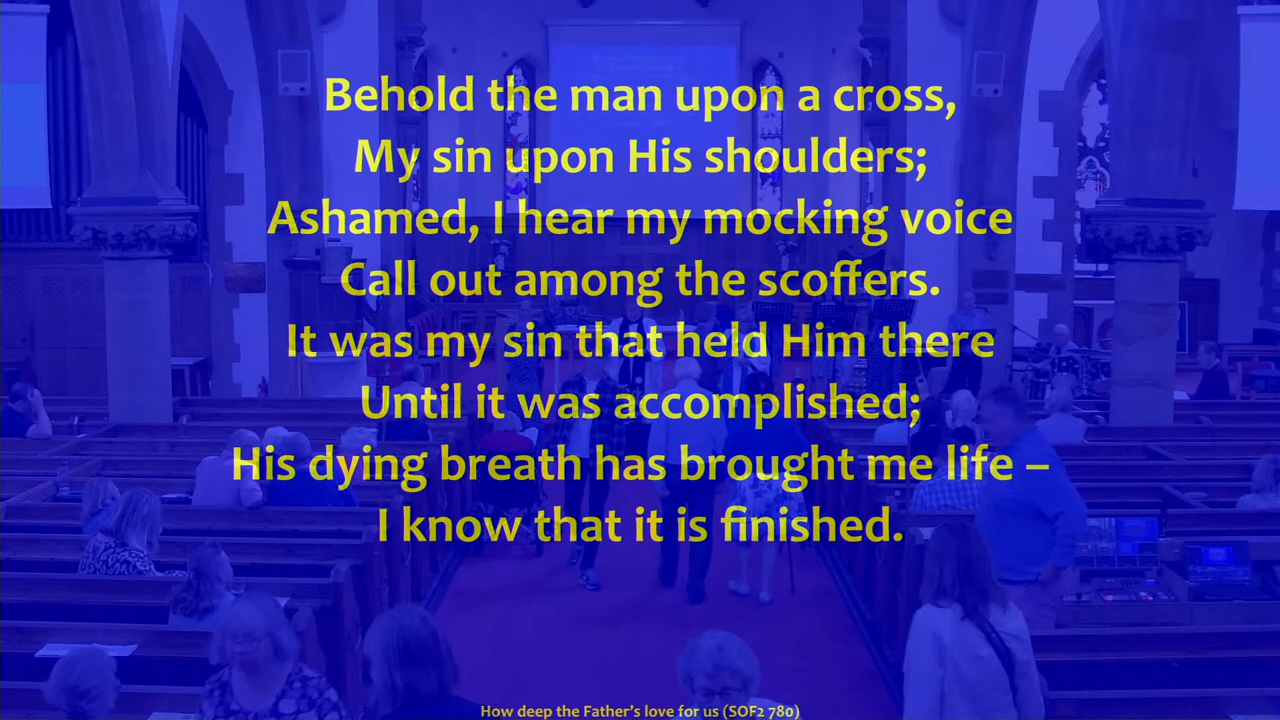 Behold the man upon a cross,
My sin upon His shoulders;
Ashamed, I hear my mocking voice
Call out among the scoffers.
It was my sin that held Him there
Until it was accomplished;
His dying breath has brought me life –
I know that it is finished.
How deep the Father's love for us (SOF2 780)